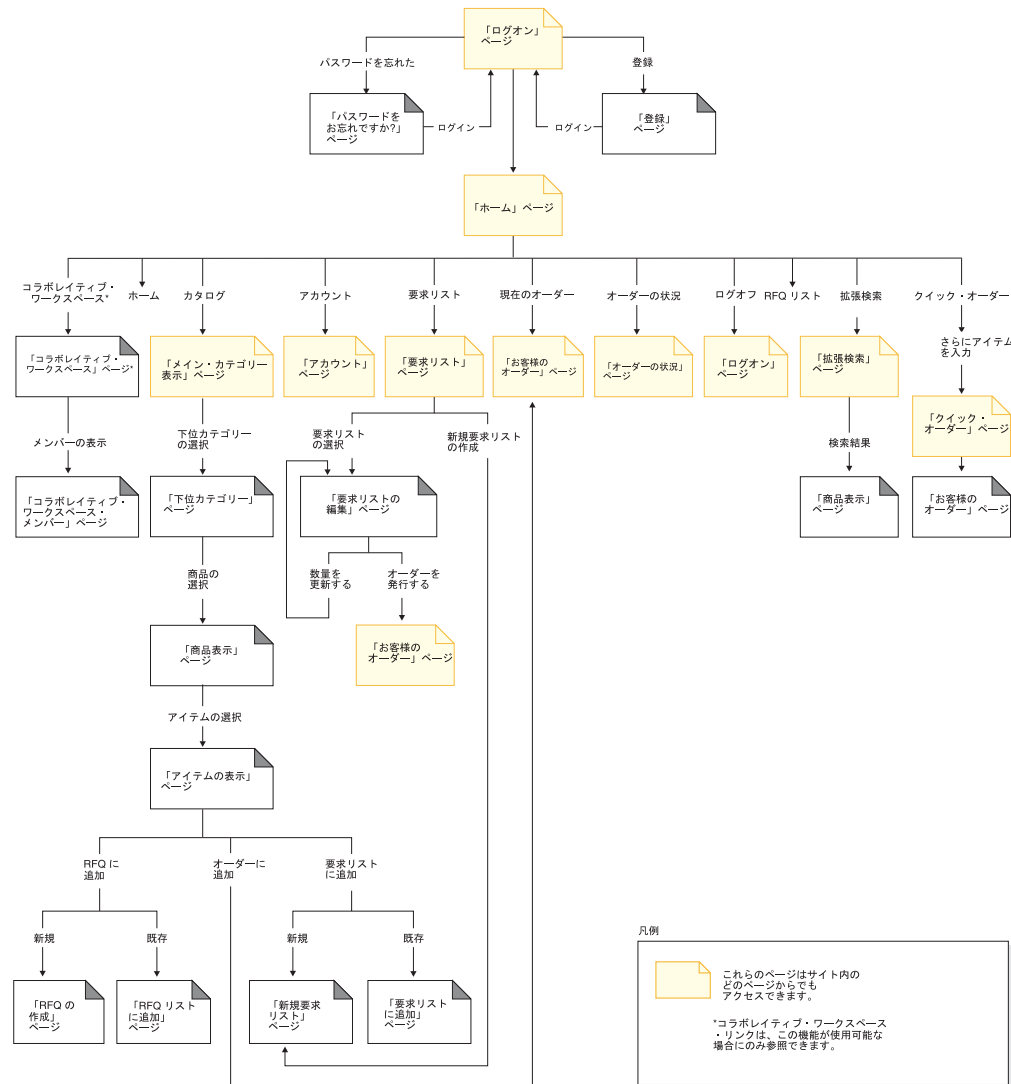 「ログオン」
ページ
パスワードを忘れた
登録
「パスワードを
お忘れですか?」
ページ
ログイン
ログイン
「登録」
ページ
「ホーム」ページ
コラボレイティブ・
ワークスペース*
ホーム
カタログ
アカウント
要求リスト
現在のオーダー
オーダーの状況
ログオフ
RFQ リスト
拡張検索
クイック・オーダー
「コラボレイティブ・
ワークスペース」ページ*
「メイン・カテゴリー
表示」ページ
「アカウント」
ページ
「要求リスト」
ページ
「お客様の
オーダー」ページ
「オーダーの状況」
ページ
「ログオン」
ページ
「拡張検索」
ページ
さらにアイテム
を入力
メンバーの表示
下位カテゴリー
の選択
要求リスト
の選択
新規要求リスト
の作成
検索結果
「クイック・
オーダー」ページ
「コラボレイティブ・
ワークスペース・
メンバー」ページ
「下位カテゴリー」
ページ
「要求リストの
編集」ページ
「商品表示」
ページ
「お客様の
オーダー」ページ
商品の
選択
数量を
更新する
オーダーを
発行する
「商品表示」
ページ
「お客様の
オーダー」ページ
アイテムの選択
「アイテムの表示」
ページ
RFQ に
追加
オーダーに
追加
要求リスト
に追加
新規
既存
新規
既存
「RFQ の
作成」
ページ
「RFQ リスト
に追加」
ページ
「新規要求
リスト」
ページ
「要求リスト
に追加」
ページ
凡例
これらのページはサイト内の
どのページからでも
アクセスできます。
*コラボレイティブ・ワークスペース
・リンクは、この機能が使用可能な
場合にのみ参照できます。